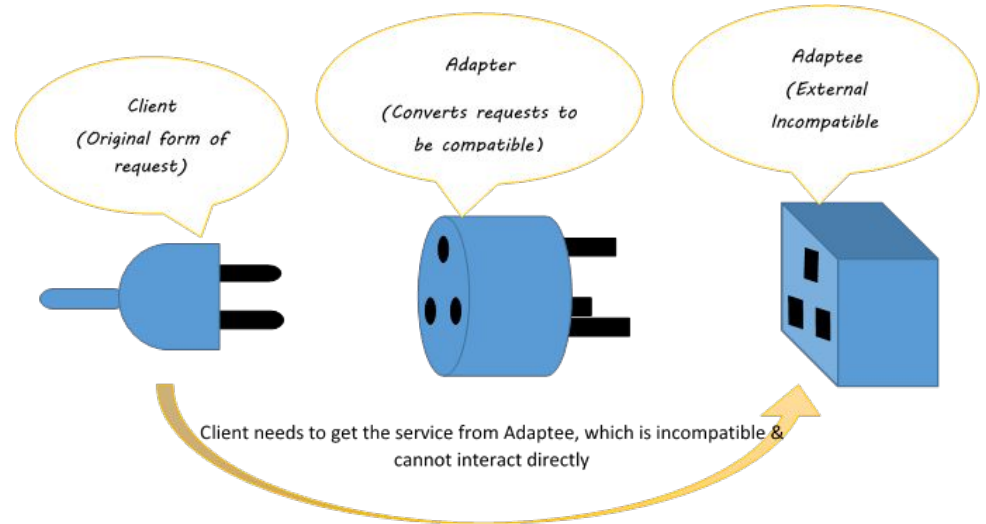 Client
(Original form of
request)
Adapter
(Converts requests to
be compatible)
Adaptee
(External
Incompatible
Client needs to get the service from Adaptee, which is incompatible &
cannot interact directly